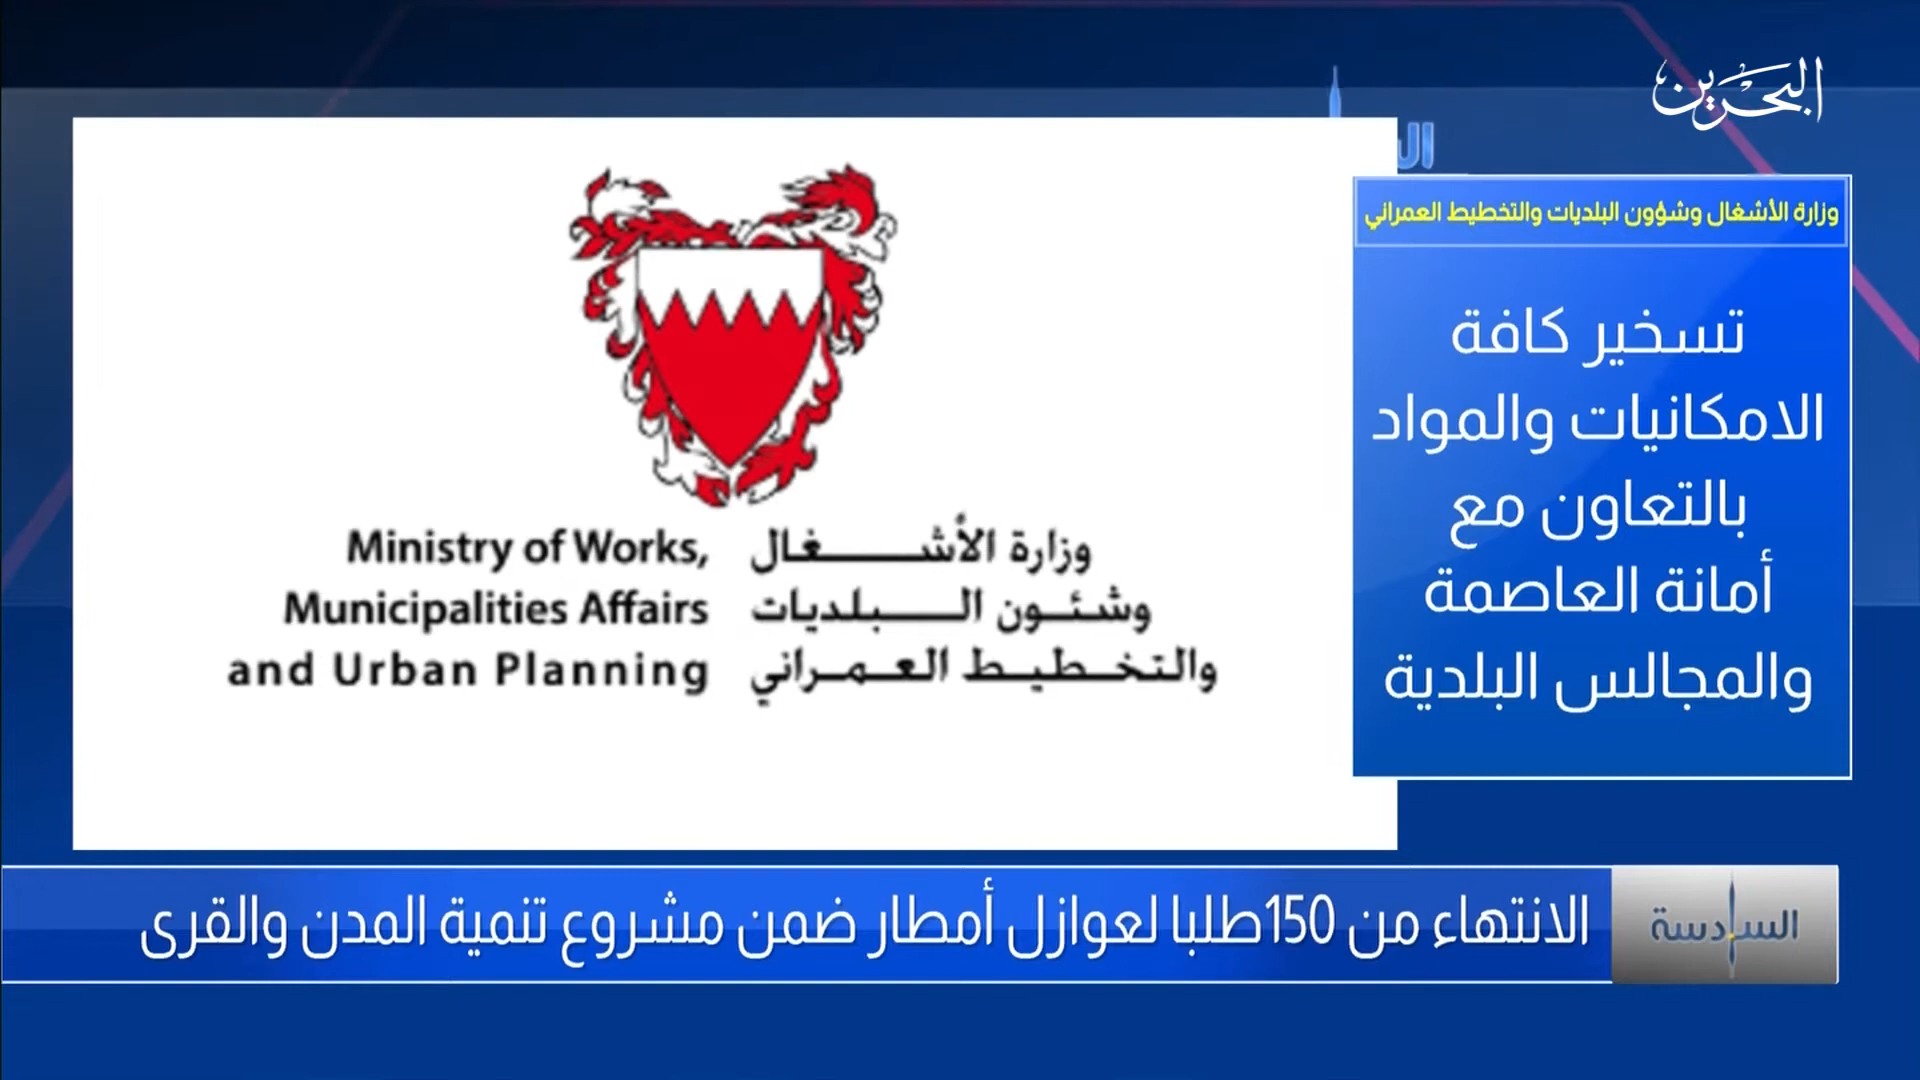 البحرين
ال
وزارة الأشغال وشؤون البلديات والتخطيط العمراني
تسخير كافة
الامكانيات والمواد
بالتعاون مع
أمانة العاصمة
والمجالس البلدية
وزارة الأشغال
وشئون البلديات
والتخطيط العمراني
Ministry of Works,
Municipalities Affairs
and Urban Planning
السادسة
الانتهاء من 150طلبا لعوازل أمطار ضمن مشروع تنمية المدن والقرى